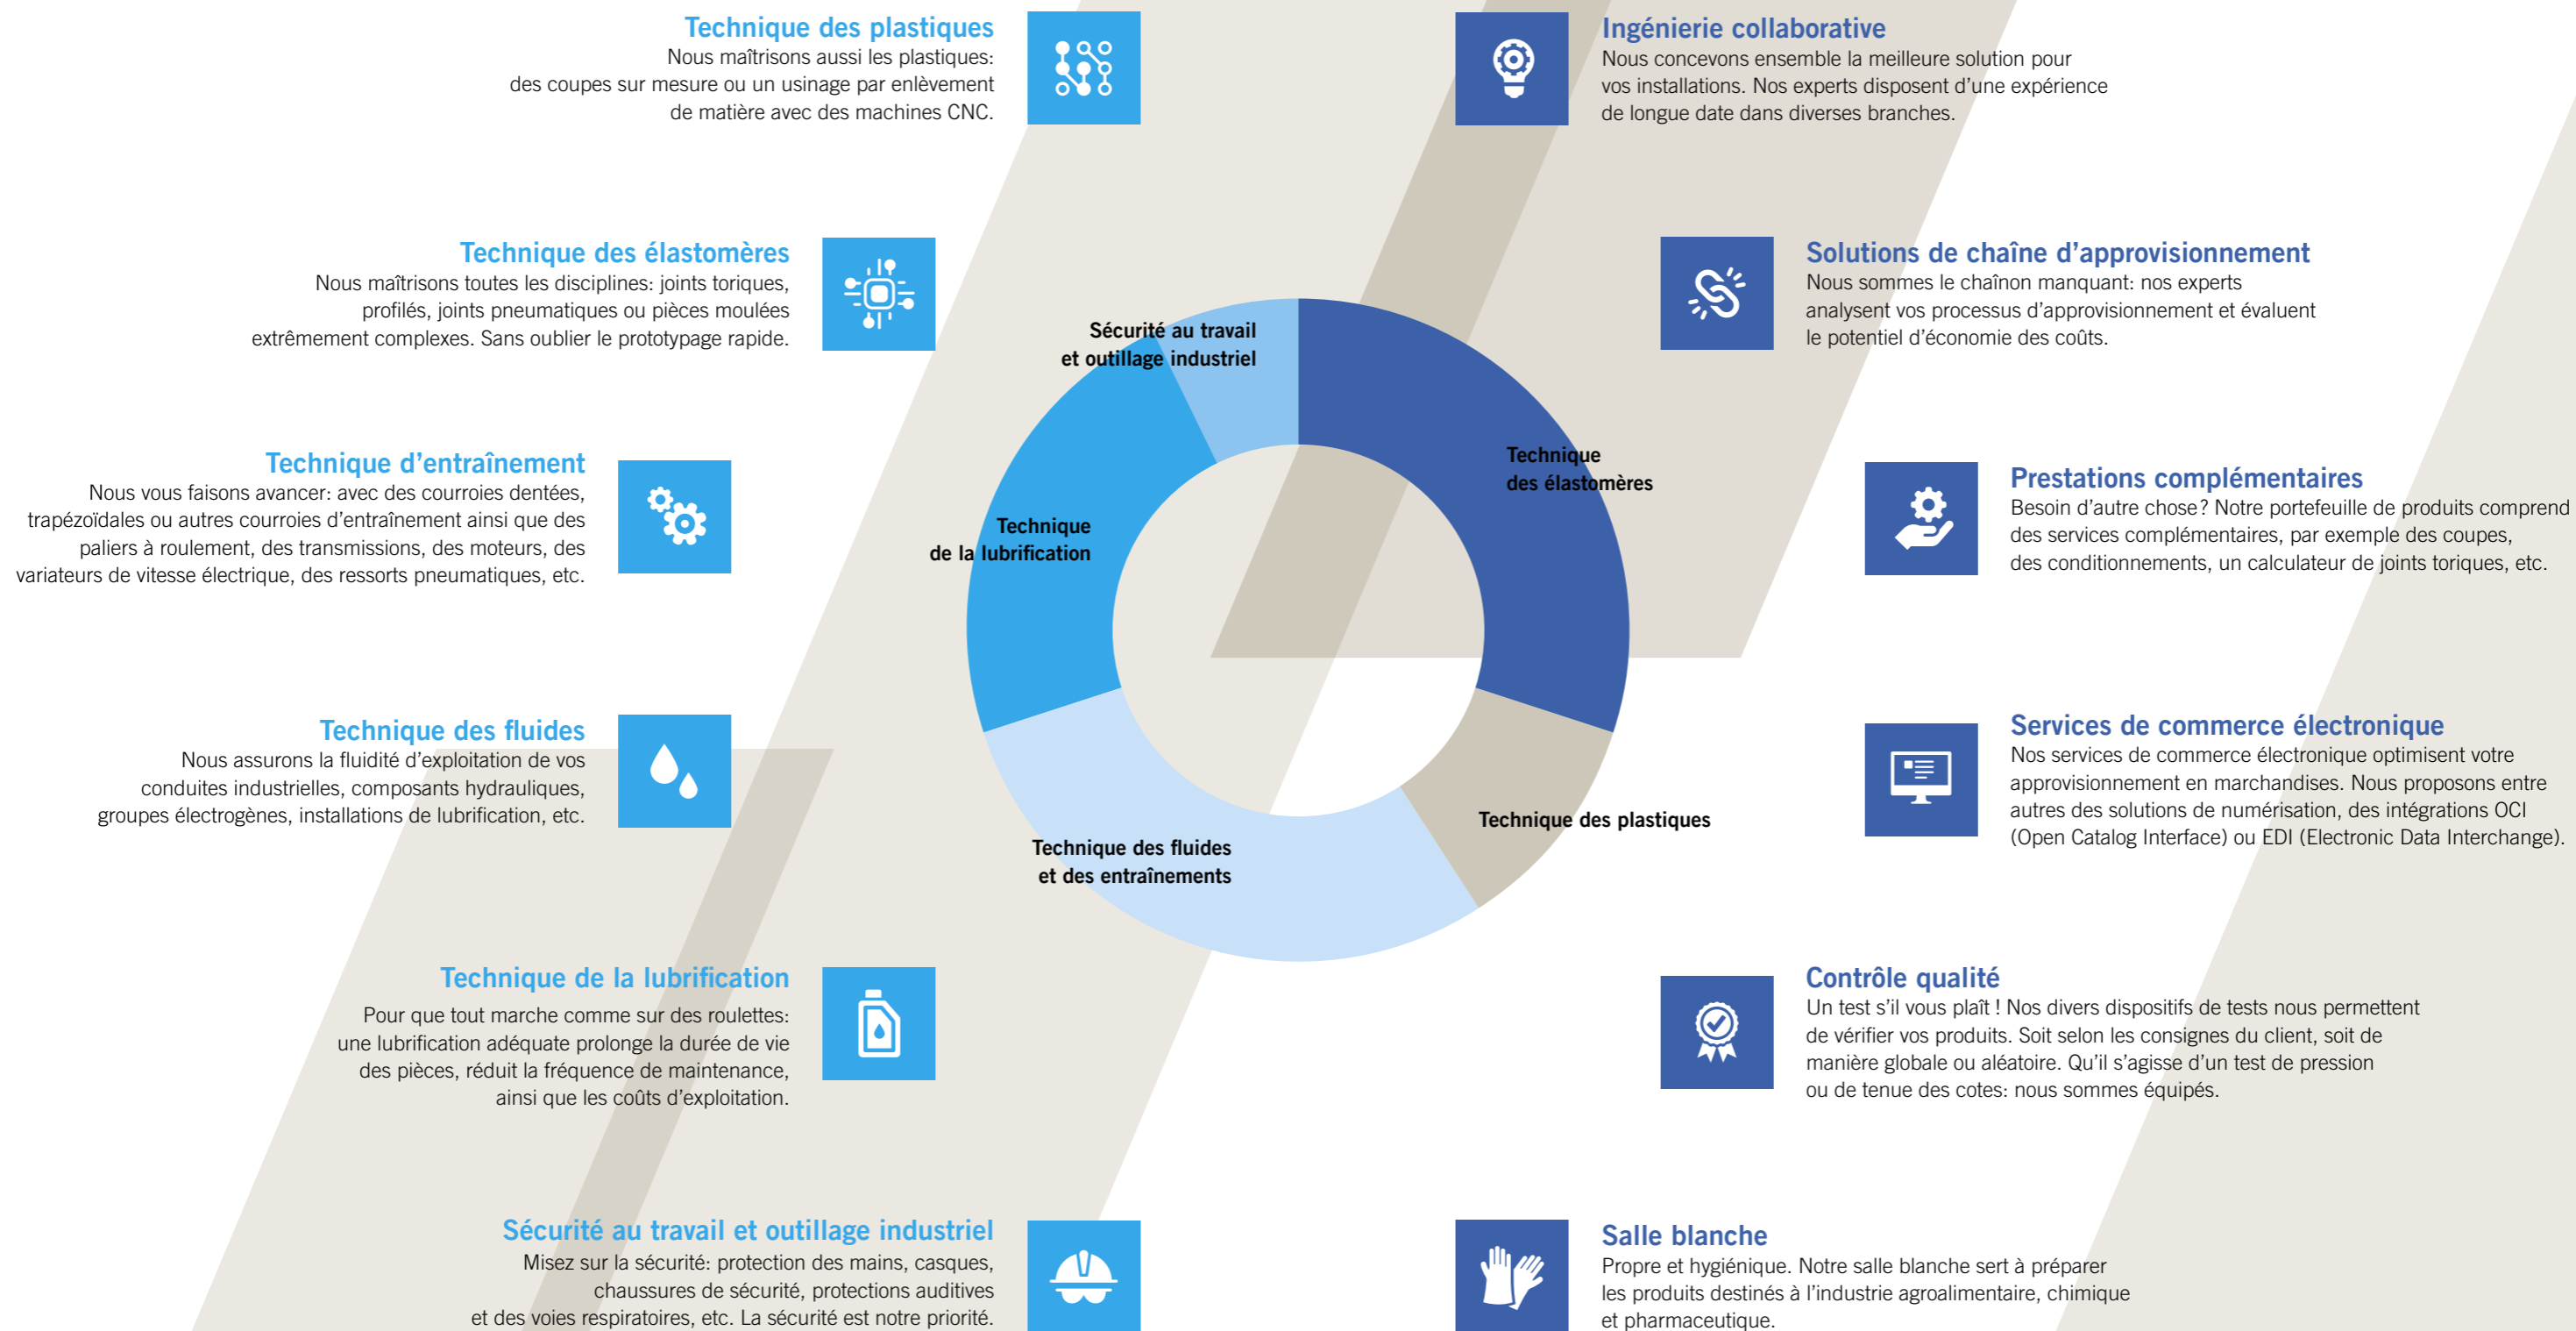 Technique des plastiques
Nous maîtrisons aussi les plastiques:
des coupes sur mesure ou un usinage par enlèvement
de matière avec des machines CNC.
Technique des élastomères
Nous maîtrisons toutes les disciplines: joints toriques,
profilés, joints pneumatiques ou pièces moulées
extrêmement complexes. Sans oublier le prototypage rapide.
Technique d’entraînement
Nous vous faisons avancer: avec des courroies dentées,
trapézoïdales ou autres courroies d’entraînement ainsi que des
paliers à roulement, des transmissions, des moteurs, des
variateurs de vitesse électrique, des ressorts pneumatiques, etc.
Technique des fluides
Nous assurons la fluidité d’exploitation de vos
conduites industrielles, composants hydrauliques,
groupes électrogènes, installations de lubrification, etc.
Technique de la lubrification
Pour que tout marche comme sur des roulettes:
une lubrification adéquate prolonge la durée de vie
des pièces, réduit la fréquence de maintenance,
ainsi que les coûts d’exploitation.
Sécurité au travail et outillage industriel
Misez sur la sécurité: protection des mains, casques,
chaussures de sécurité, protections auditives
et des voies respiratoires, etc. La sécurité est notre priorité.
Sécurité au travail
et outillage industriel
Technique
des élastomères
Technique
de la lubrification
Technique des plastiques
Technique des fluides
et des entraînements
Ingénierie collaborative
Nous concevons ensemble la meilleure solution pour
vos installations. Nos experts disposent d’une expérience
de longue date dans diverses branches.
Solutions de chaîne d’approvisionnement
Nous sommes le chaînon manquant: nos experts
analysent vos processus d’approvisionnement et évaluent
le potentiel d’économie des coûts.
Prestations complémentaires
Besoin d’autre chose? Notre portefeuille de produits comprend
des services complémentaires, par exemple des coupes,
des conditionnements, un calculateur de joints toriques, etc.
Services de commerce électronique
Nos services de commerce électronique optimisent votre
approvisionnement en marchandises. Nous proposons entre
autres des solutions de numérisation, des intégrations OCI
(Open Catalog Interface) ou EDI (Electronic Data Interchange).
Contrôle qualité
Un test s’il vous plaît ! Nos divers dispositifs de tests nous permettent
de vérifier vos produits. Soit selon les consignes du client, soit de
manière globale ou aléatoire. Qu’il s’agisse d’un test de pression
ou de tenue des cotes: nous sommes équipés.
Salle blanche
Propre et hygiénique. Notre salle blanche sert à préparer
les produits destinés à l’industrie agroalimentaire, chimique
et pharmaceutique.